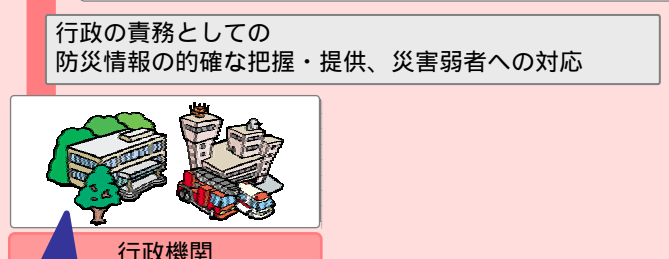 行政の責務としての
防災情報の的確な把握・提供、災害弱者への対応
行政機関